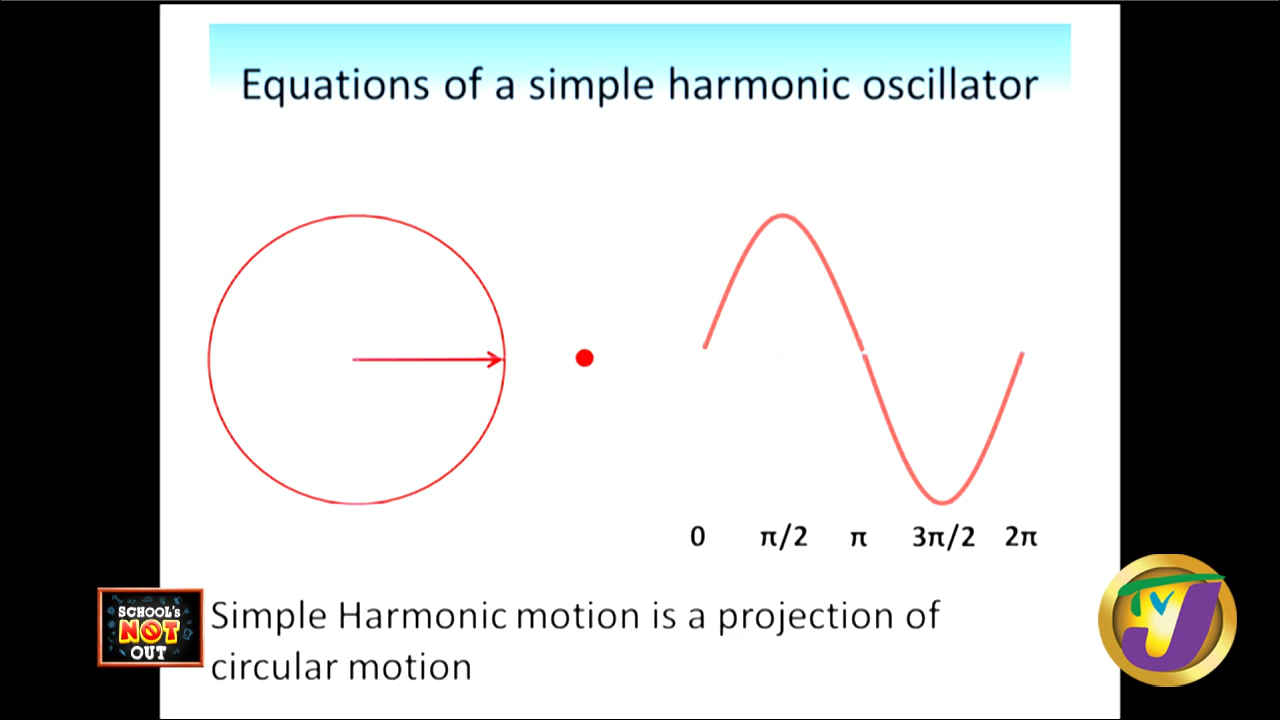 Equations of a simple harmonic oscillator
0 π/2 π 3π/2 2π
SCHOOL'S
NOT
OUT
Simple Harmonic motion is a projection of
circular motion
TVJ